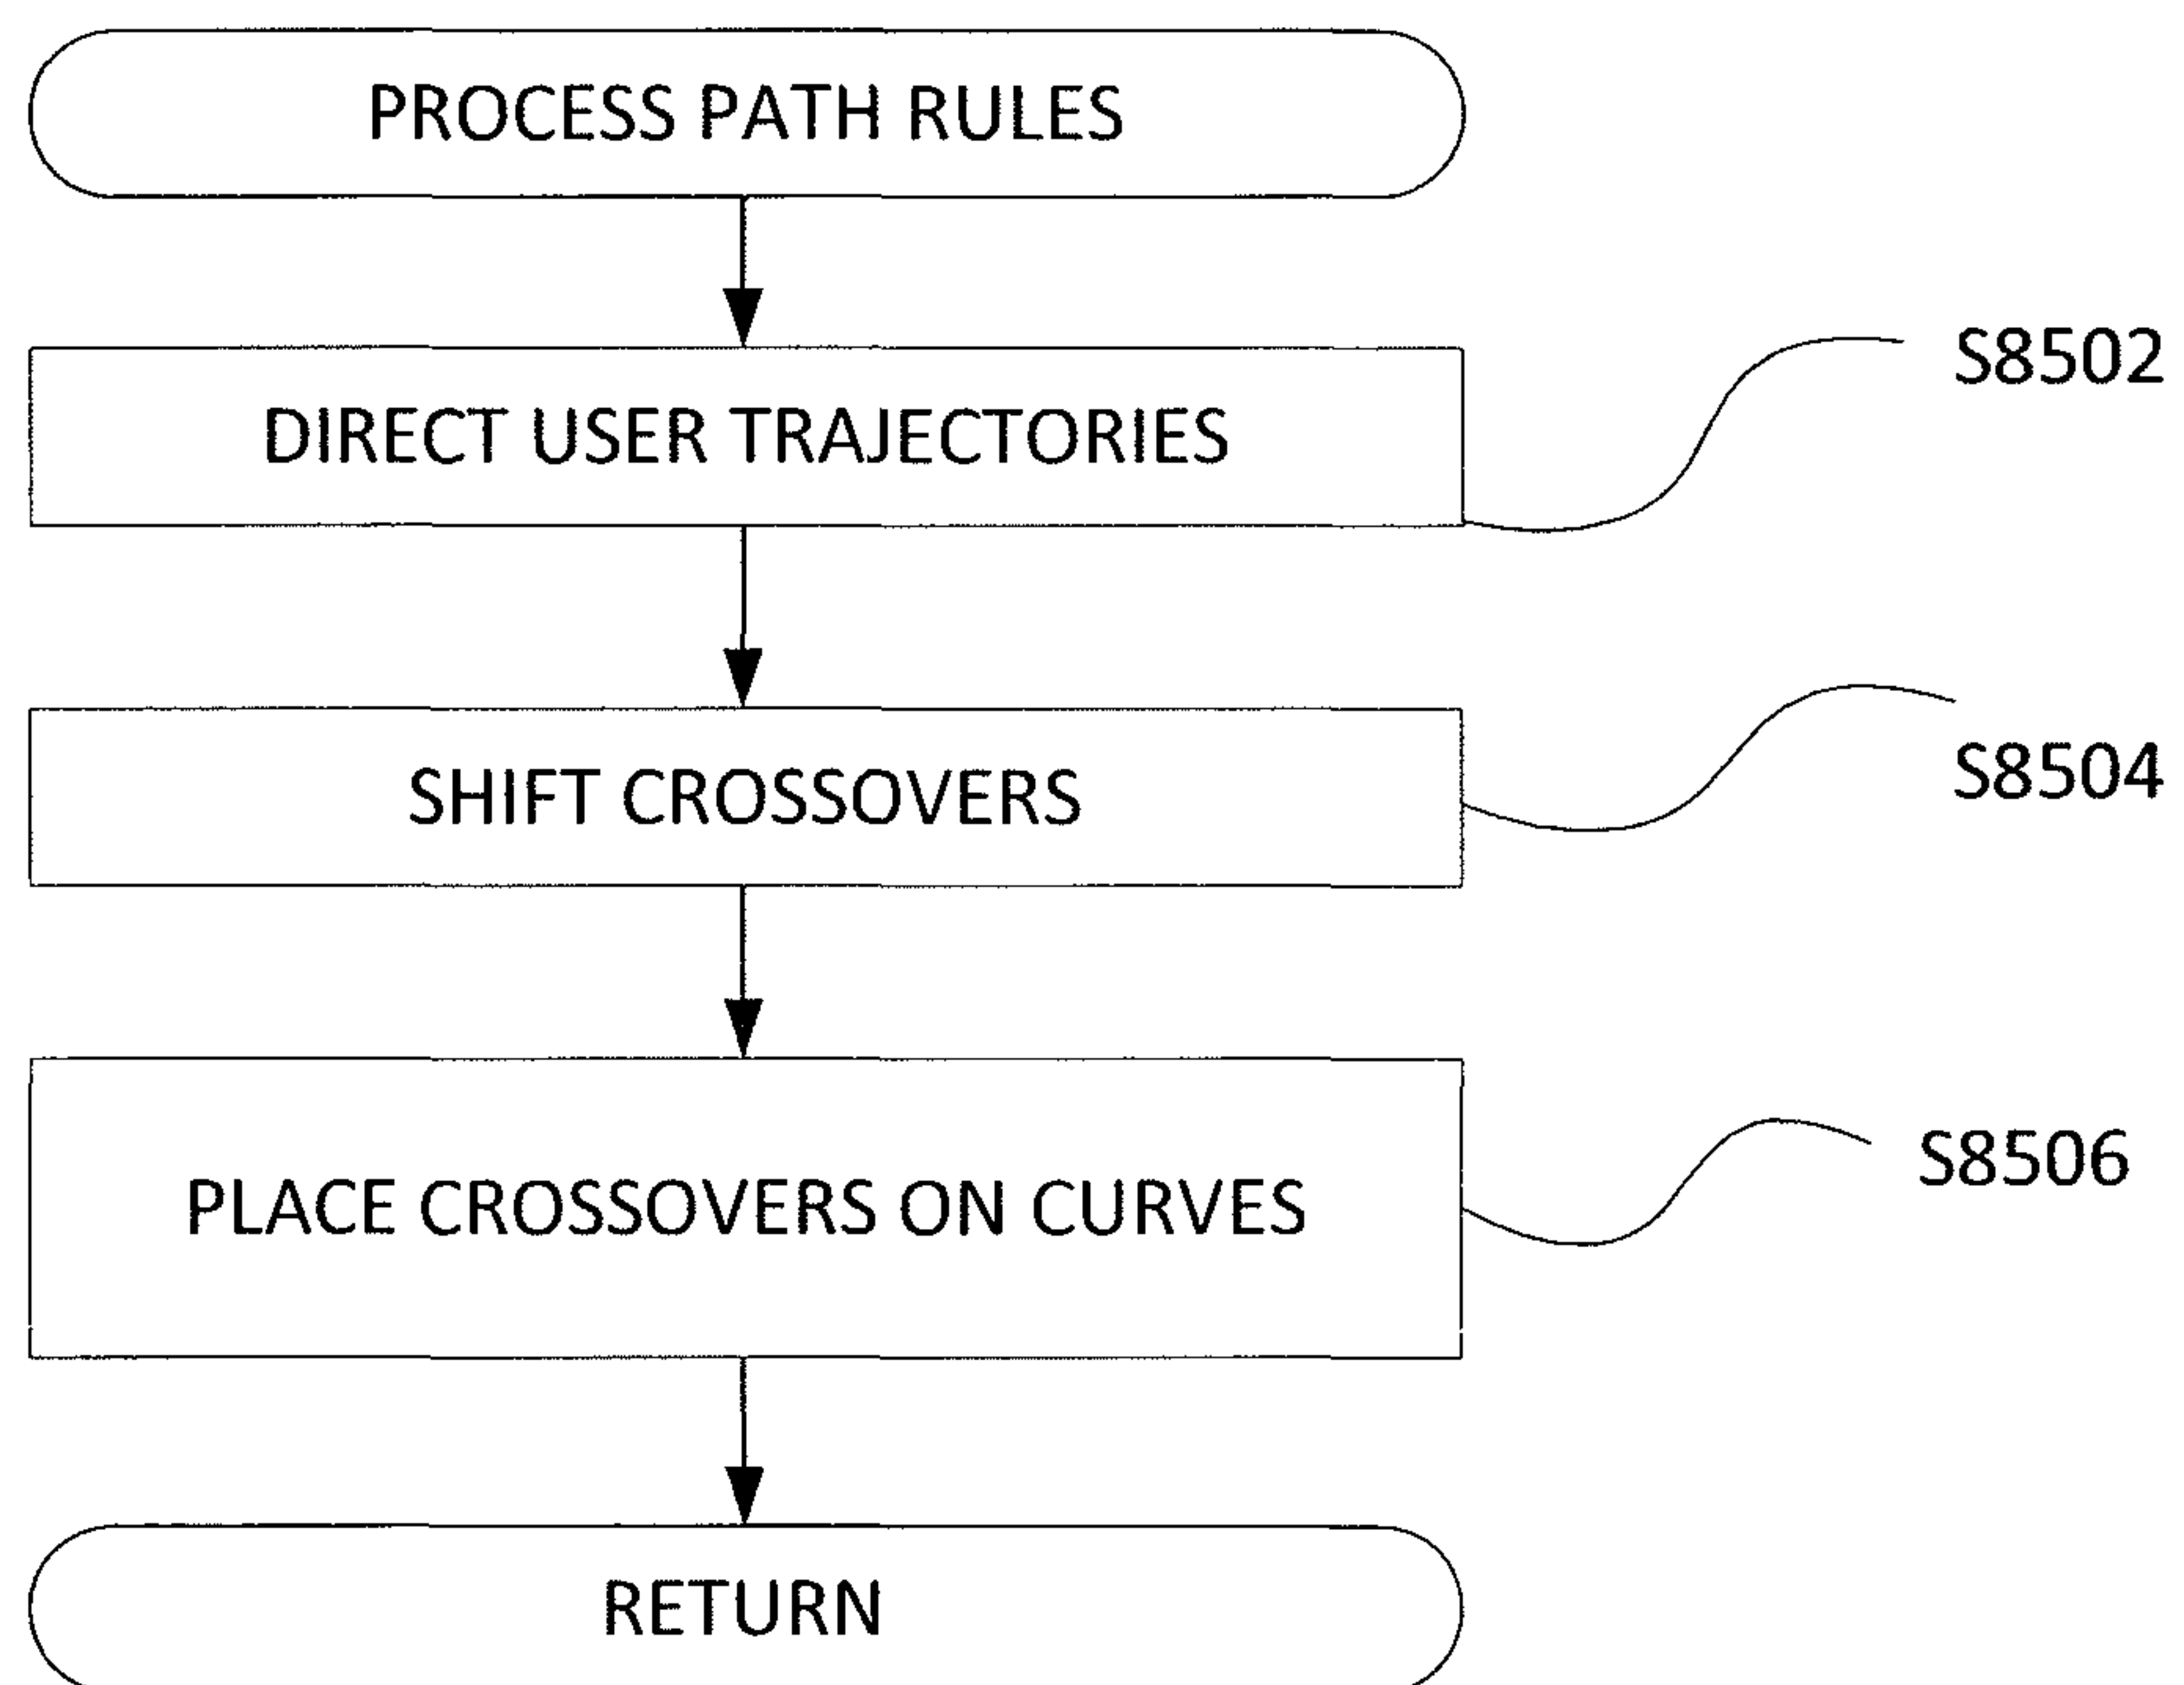 PROCESS PATH RULES
DIRECT USER TRAJECTORIES
S8502
SHIFT CROSSOVERS
S8504
PLACE CROSSOVERS ON CURVES
S8506
RETURN